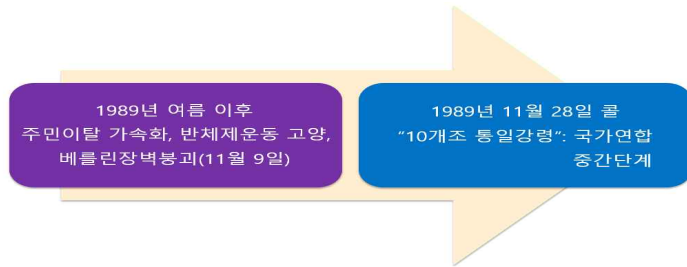 1989년 여름 이후
주민이탈 가속화, 반체제운동 고양,
베를린장벽붕괴(11월 9일)
1989년 11월 28일 콜
“10개조 통일강령”: 국가연합
중간단계